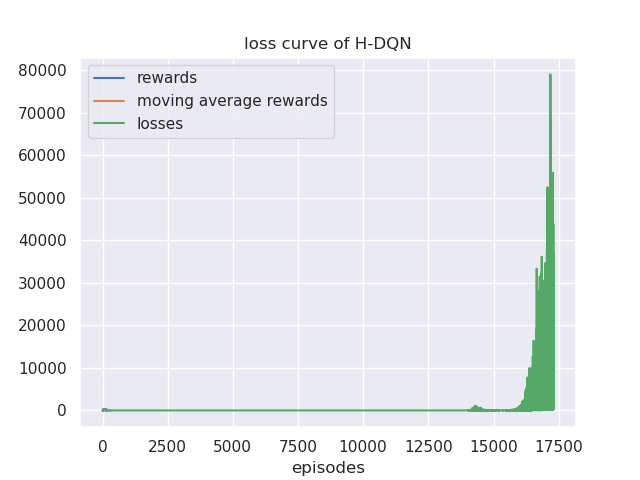 loss curve of H-DQN
rewards
moving average rewards
losses
80000
70000
60000
50000
40000
30000
20000
10000
0
0 2500 5000 7500 10000 12500 15000 17500
episodes